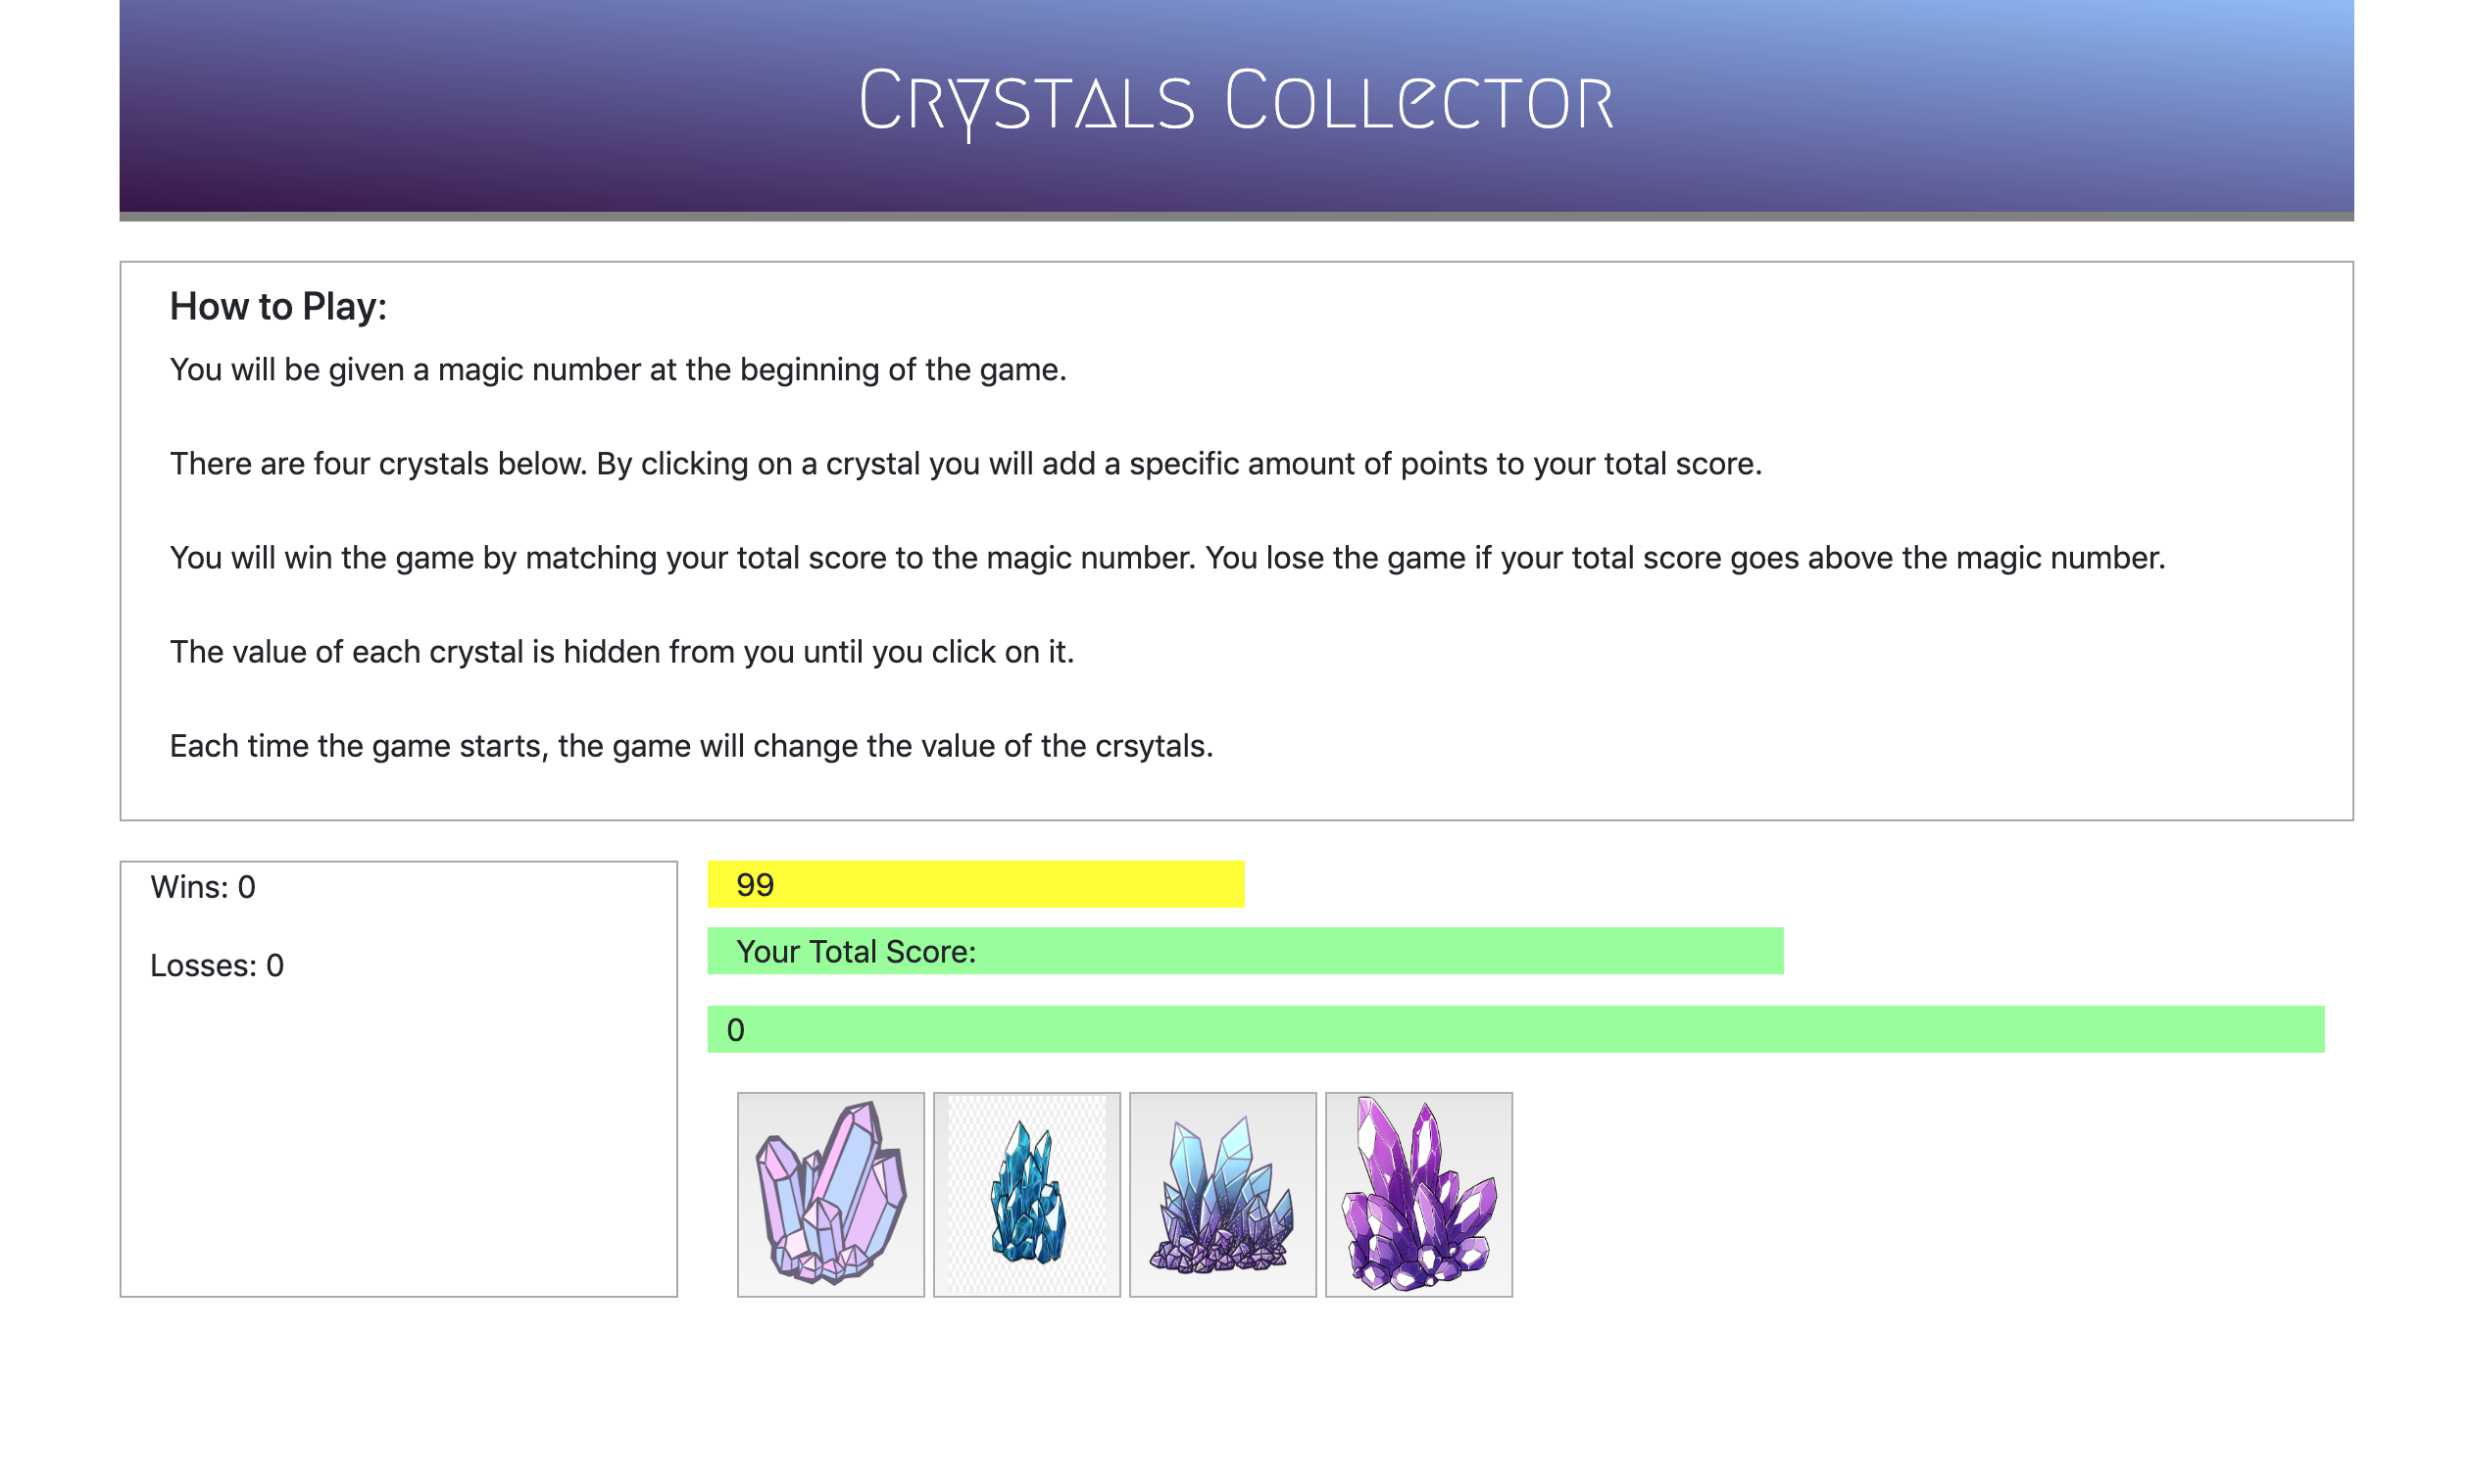 Crystals Collector
How to Play:
You will be given a magic number at the beginning of the game.
There are four crystals below. By clicking on a crystal you will add a specific amount of points to your total score.
You will win the game by matching your total score to the magic number. You lose the game if your total score goes above the magic number.
The value of each crystal is hidden from you until you click on it.
Each time the game starts, the game will change the value of the crsytals.
Wins: 0
Losses: 0
99
Your Total Score:
0